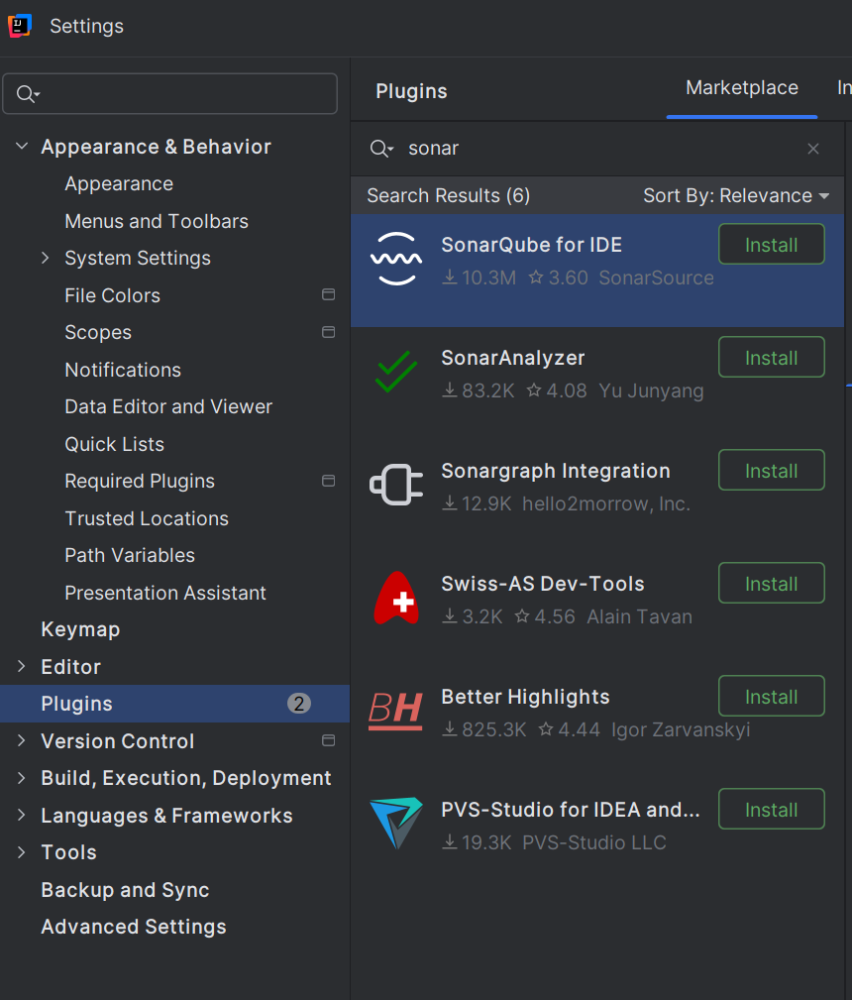 Settings
Appearance & Behavior
Appearance
Menus and Toolbars
System Settings
File Colors
Scopes
Notifications
Data Editor and Viewer
Quick Lists
Required Plugins
Trusted Locations
Path Variables
Presentation Assistant
Keymap
Editor
Plugins 2
Version Control
Build, Execution, Deployment
Languages & Frameworks
Tools
Backup and Sync
Advanced Settings
Plugins Marketplace In
sonar
Search Results (6) Sort By: Relevance
SonarQube for IDE Install
10.3M 3.60 SonarSource
SonarAnalyzer Install
83.2K 4.08 Yu Junyang
Sonargraph Integration Install
12.9K hello2morrow, Inc.
Swiss-AS Dev-Tools Install
3.2K 4.56 Alain Tavan
BH
Better Highlights Install
825.3K 4.44 Igor Zarvanskyi
PVS-Studio for IDEA and... Install
19.3K PVS-Studio LLC